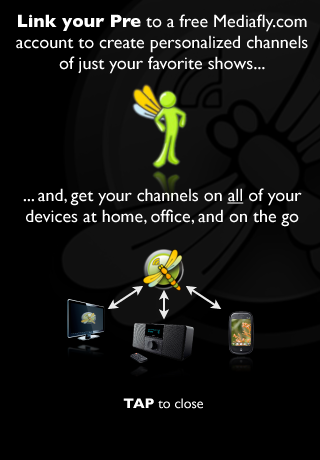 Link your Pre to a free Mediafly.com
account to create personalized channels
of just your favorite shows...
...and, get your channels on all of your
devices at home, office, and on the go
TAP to close